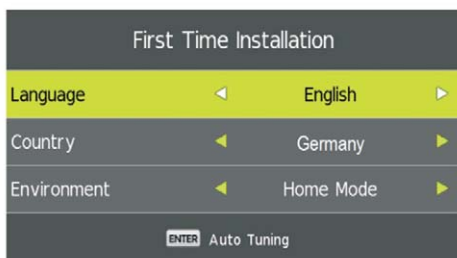 First Time Installation
Language English
Country Germany
Environment Home Mode
ENTER Auto Tuning